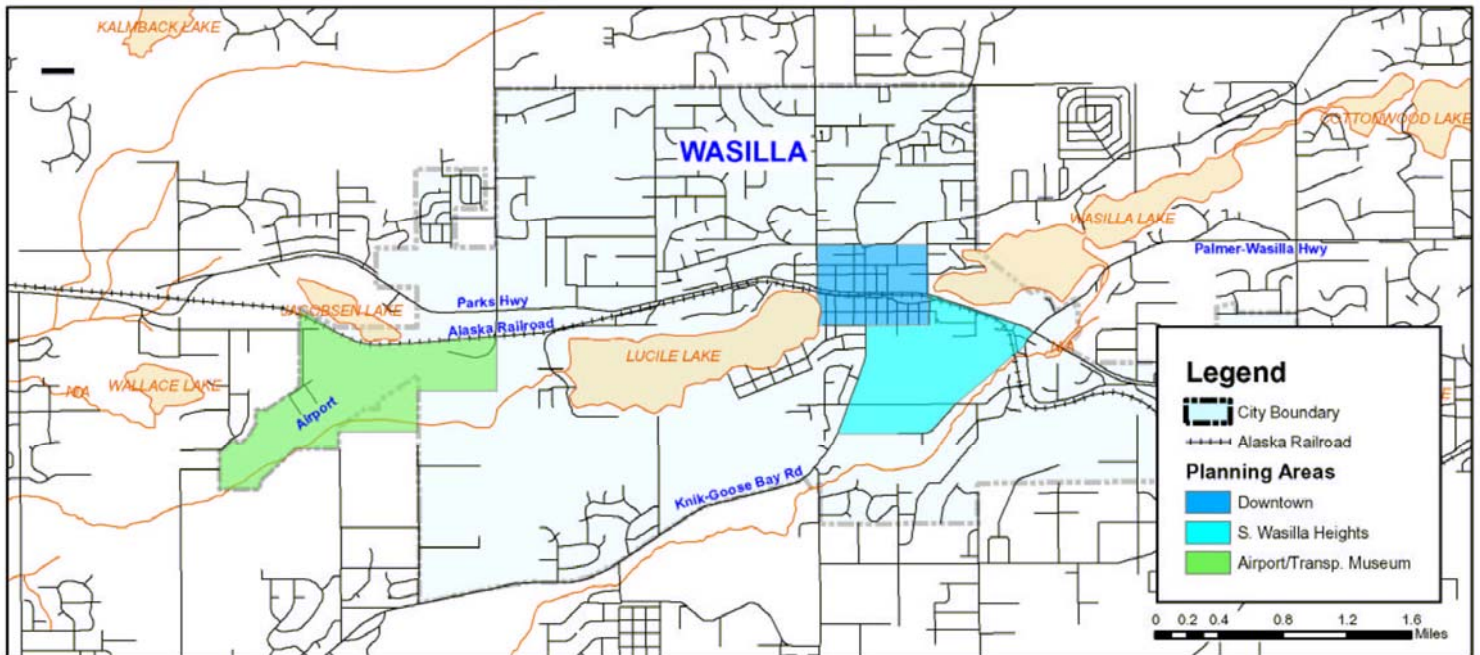 KALMBACK LAKE
COTTONWOOD LAKE
WASILLA
WASILLA LAKE
Palmer-Wasilla Hwy
Parks Hwy
JACOBSEN LAKE
Alaska Railroad
LUCILE LAKE
WALLACE LAKE
Airport
Knik-Goose Bay Rd
Legend
City Boundary
Alaska Railroad
Planning Areas
Downtown
S. Wasilla Heights
Airport/Transp. Museum
0 0.2 0.4 0.8 1.2 1.6
Miles